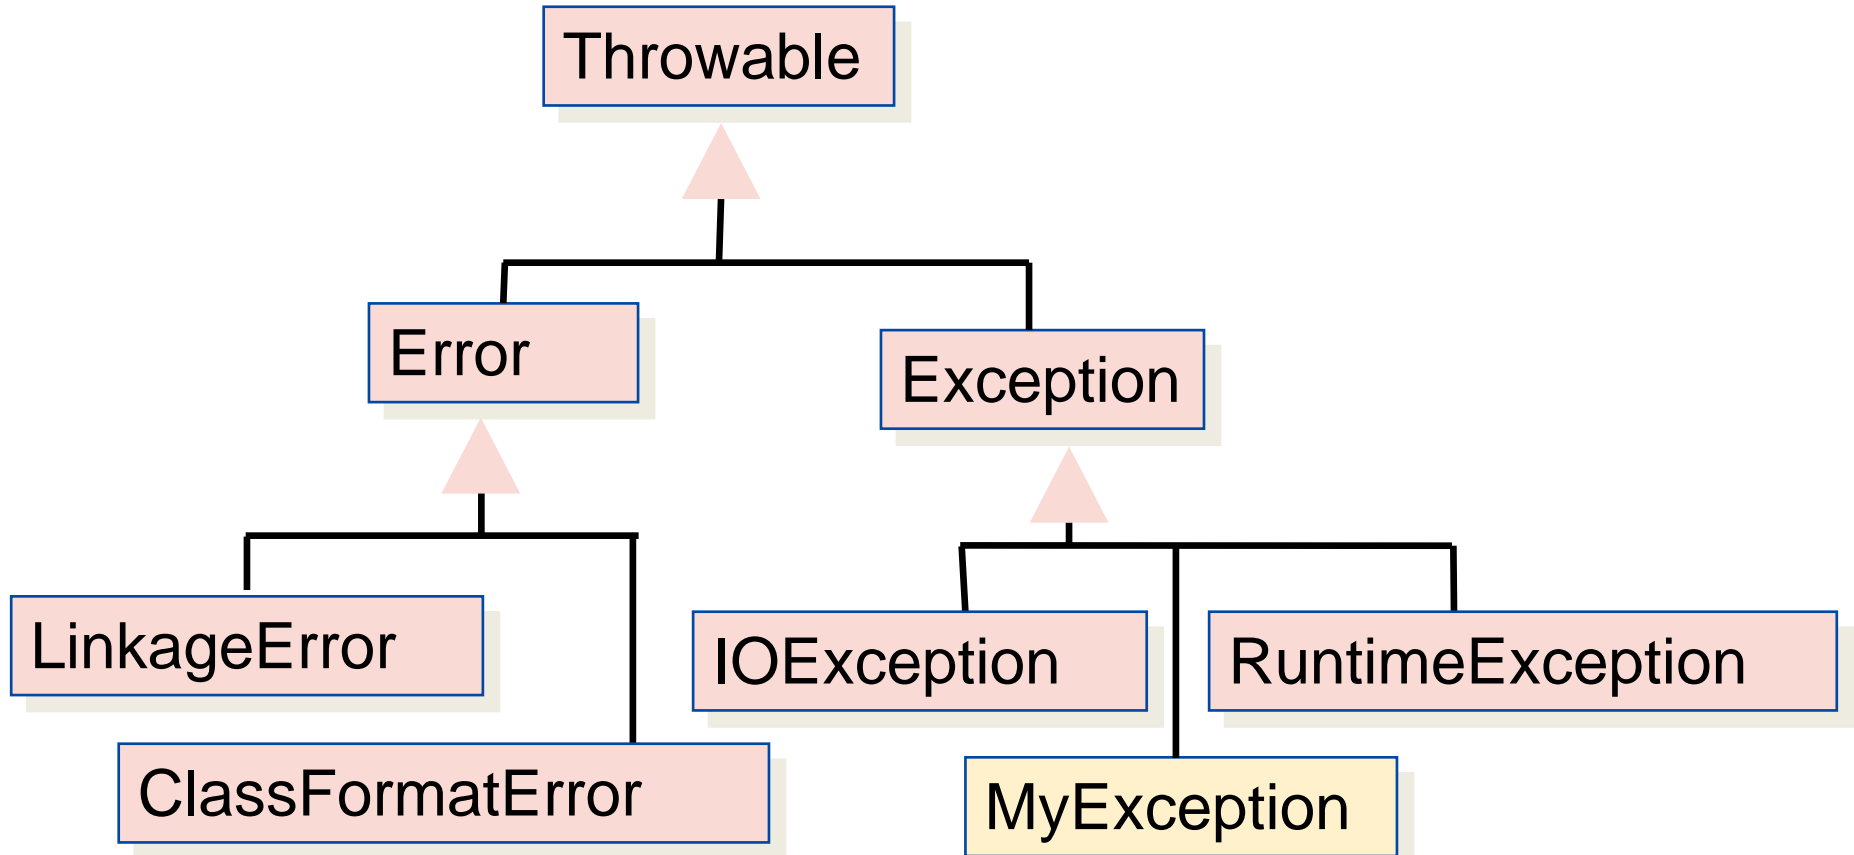 Throwable
Error
Exception
LinkageError
IOException
RuntimeException
ClassFormatError
MyException